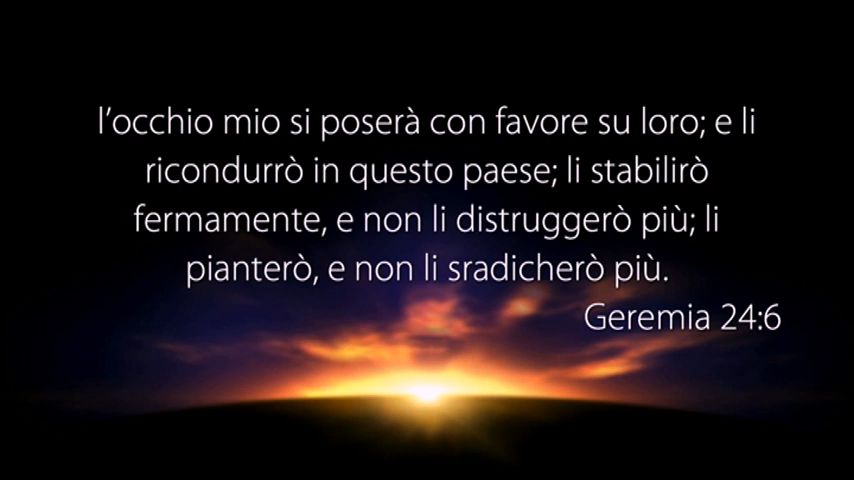 l’occhio mio si poserà con favore su loro; e li
ricondurrò in questo paese; li stabilirò
fermamente, e non li distruggerò più; li
pianterò, e non li sradicherò più.
Geremia 24:6